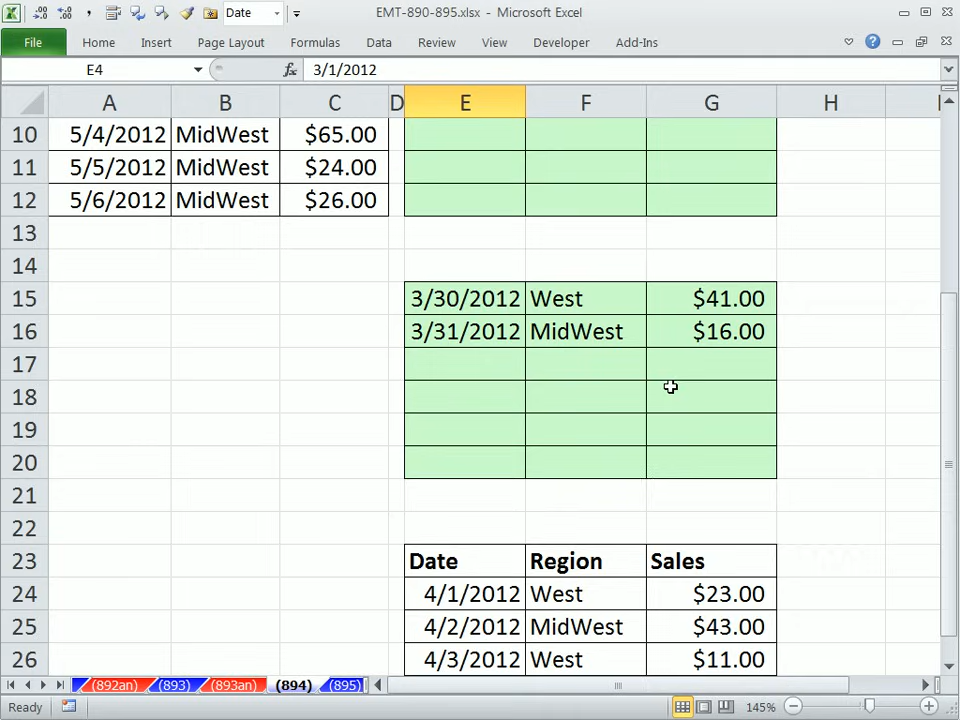 Date
EMT-890-895.xlsx - Microsoft Excel
File Home Insert Page Layout Formulas Data Review View Developer Add-Ins
E4 fx 3/1/2012
A B C D E F G H
10 5/4/2012 MidWest $65.00
11 5/5/2012 MidWest $24.00
12 5/6/2012 MidWest $26.00
13
14
15 3/30/2012 West $41.00
16 3/31/2012 MidWest $16.00
17
18
19
20
21
22
23 Date Region Sales
24 4/1/2012 West $23.00
25 4/2/2012 MidWest $43.00
26 4/3/2012 West $11.00
(892an) (893) (893an) (894) (895)
Ready 145%